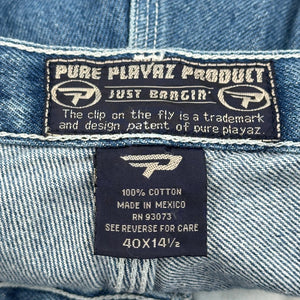 PURE PLAYAZ PRODUCT
JUST BANGIN'
The clip on the fly is a trademark
and design patent of pure playaz.
100% COTTON
MADE IN MEXICO
RN 93073
SEE REVERSE FOR CARE
40X14½